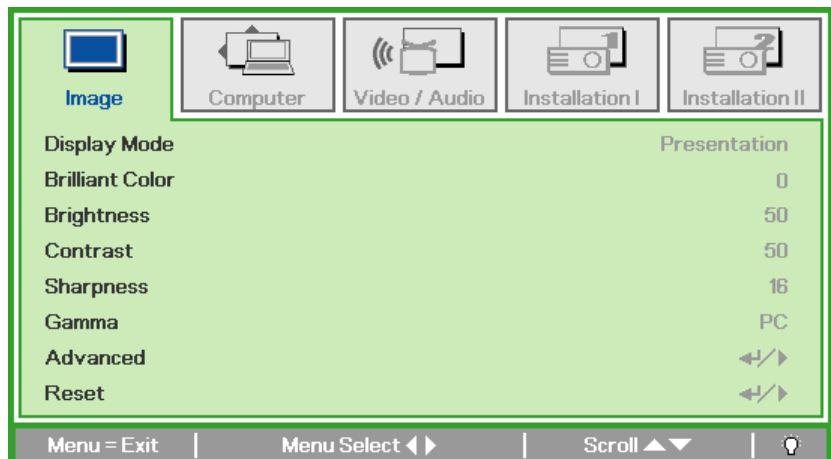 Image Computer Video / Audio Installation I Installation II
Display Mode Presentation
Brilliant Color 0
Brightness 50
Contrast 50
Sharpness 16
Gamma PC
Advanced
Reset
Menu = Exit Menu Select Scroll